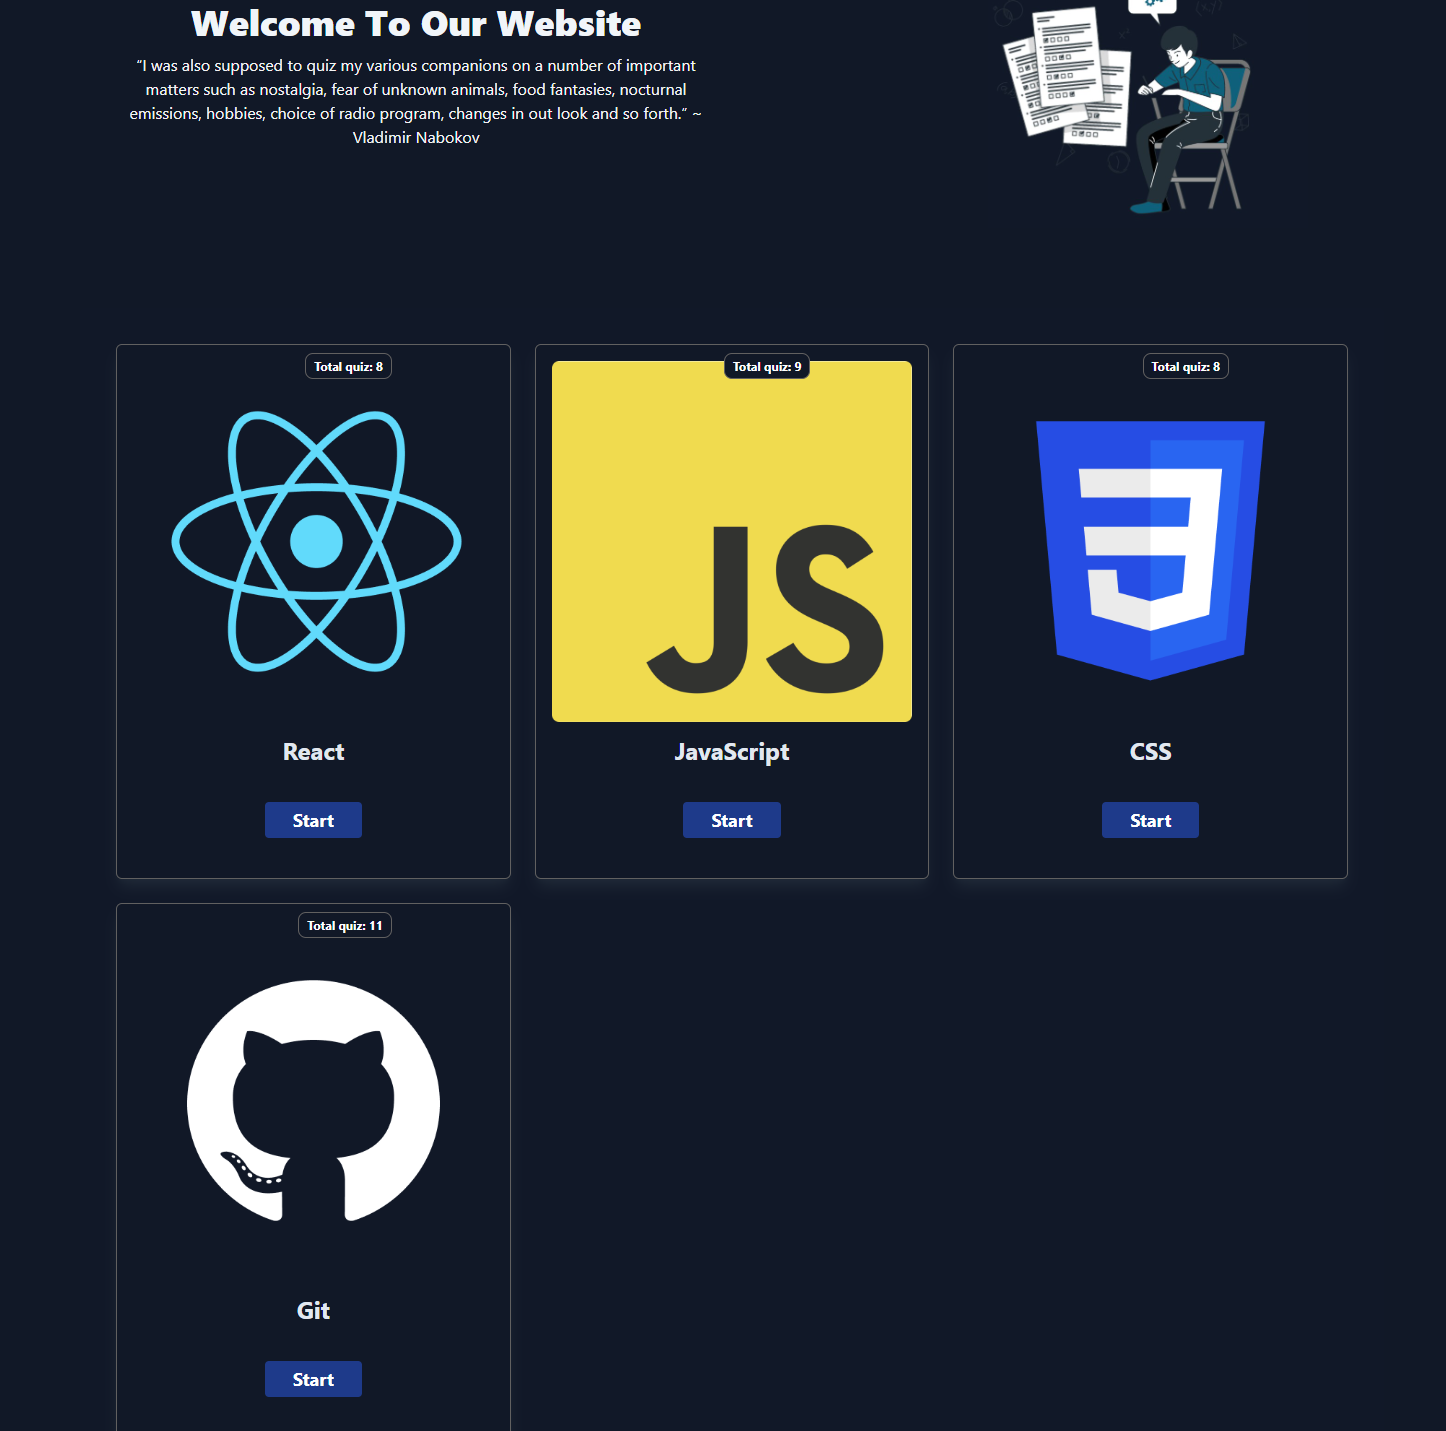 Welcome To Our Website
“I was also supposed to quiz my various companions on a number of important
matters such as nostalgia, fear of unknown animals, food fantasies, nocturnal
emissions, hobbies, choice of radio program, changes in out look and so forth.“ ~
Vladimir Nabokov
Total quiz: 8
Total quiz: 9
Total quiz: 8
JS
React
JavaScript
CSS
Start
Start
Start
Total quiz: 11
Git
Start